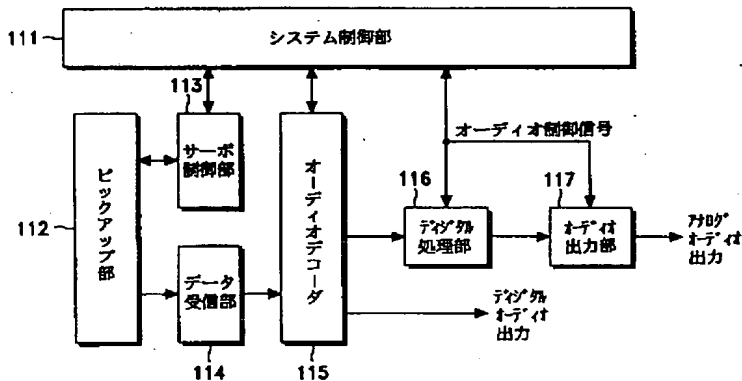 111
システム制御部
113
サーボ
制御部
オーディオ制御信号
112
ピックアップ部
オーディオデコーダ
116
ディジタル
処理部
117
オーディオ
出力部
アナログ
オーディオ
出力
データ
受信部
114
115
ディジタル
オーディオ
出力